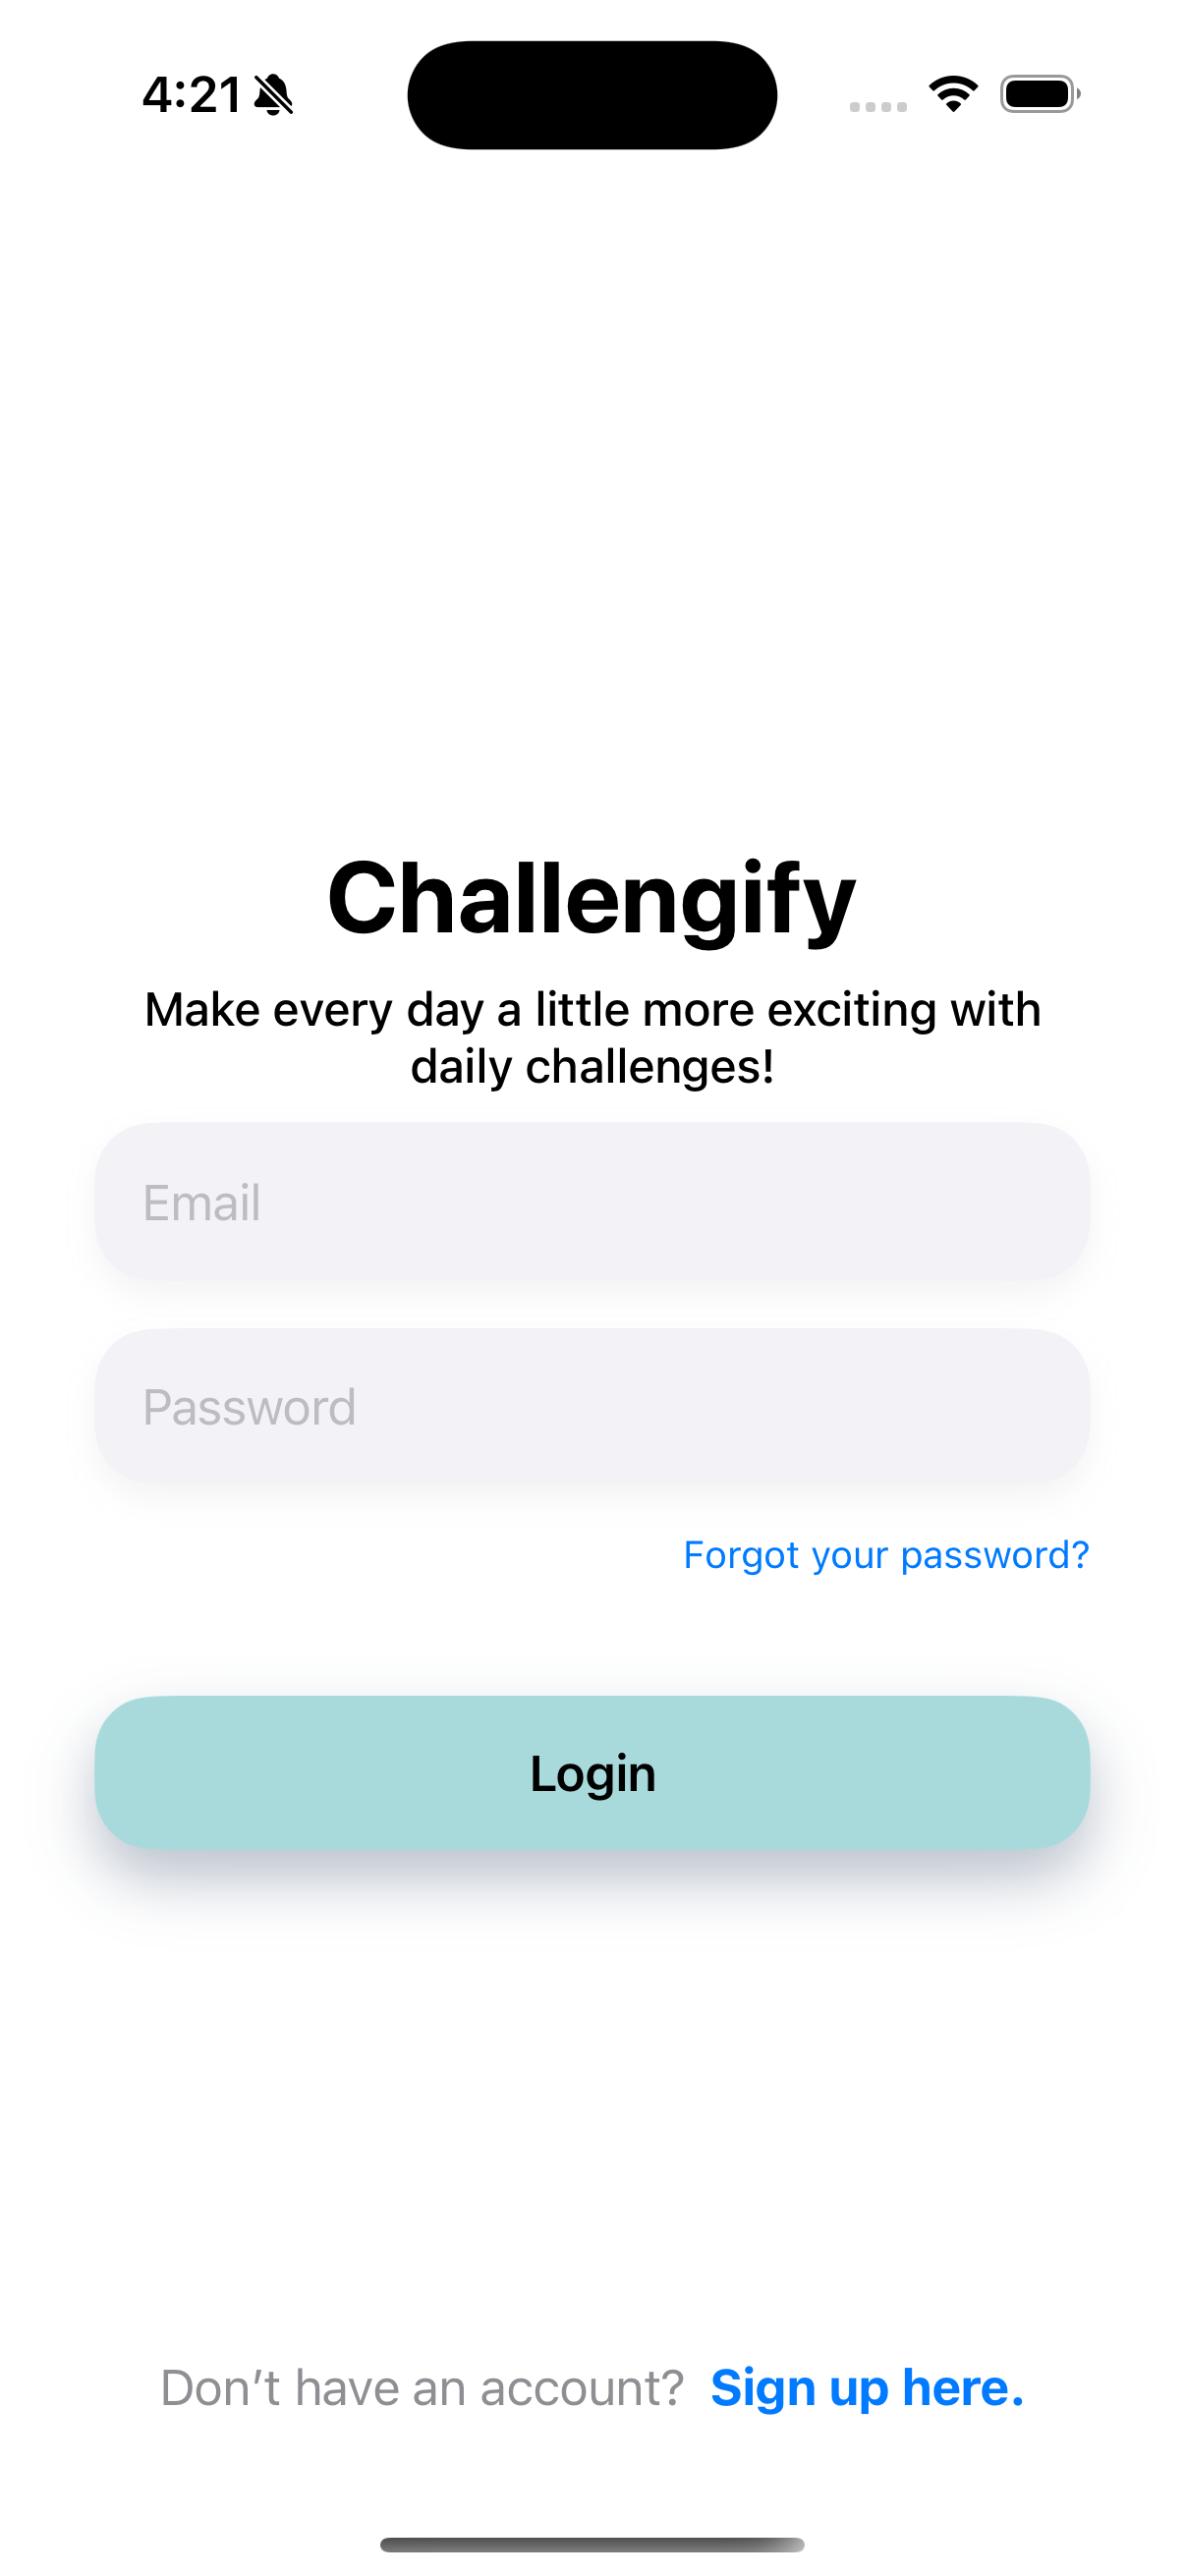 4:21
Challengify
Make every day a little more exciting with
daily challenges!
Email
Password
Forgot your password?
Login
Don’t have an account? Sign up here.